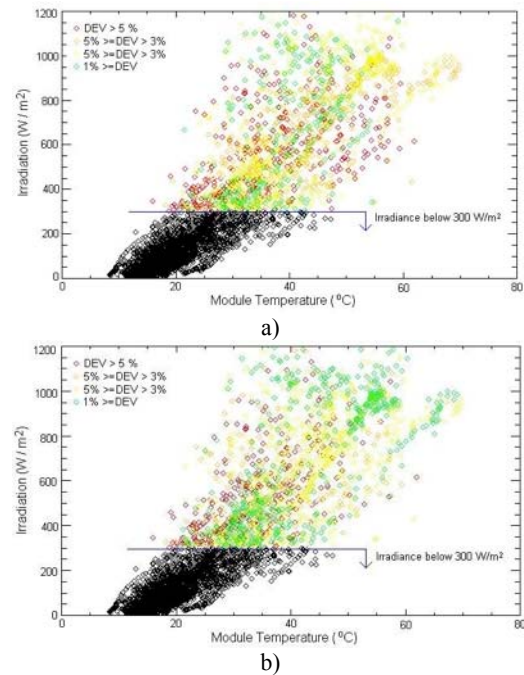 1200
1000
800
600
400
200
0
Irradiation (W / m²)
DEV > 5 %
5% >=DEV > 3%
5% >=DEV > 3%
1% >=DEV
Irradiance below 300 W/m²
0 20 40 60 80
Module Temperature (ºC)
a)
1200
1000
800
600
400
200
0
Irradiation (W / m²)
DEV > 5 %
5% >=DEV > 3%
5% >=DEV > 3%
1% >=DEV
Irradiance below 300 W/m²
0 20 40 60 80
Module Temperature (ºC)
b)